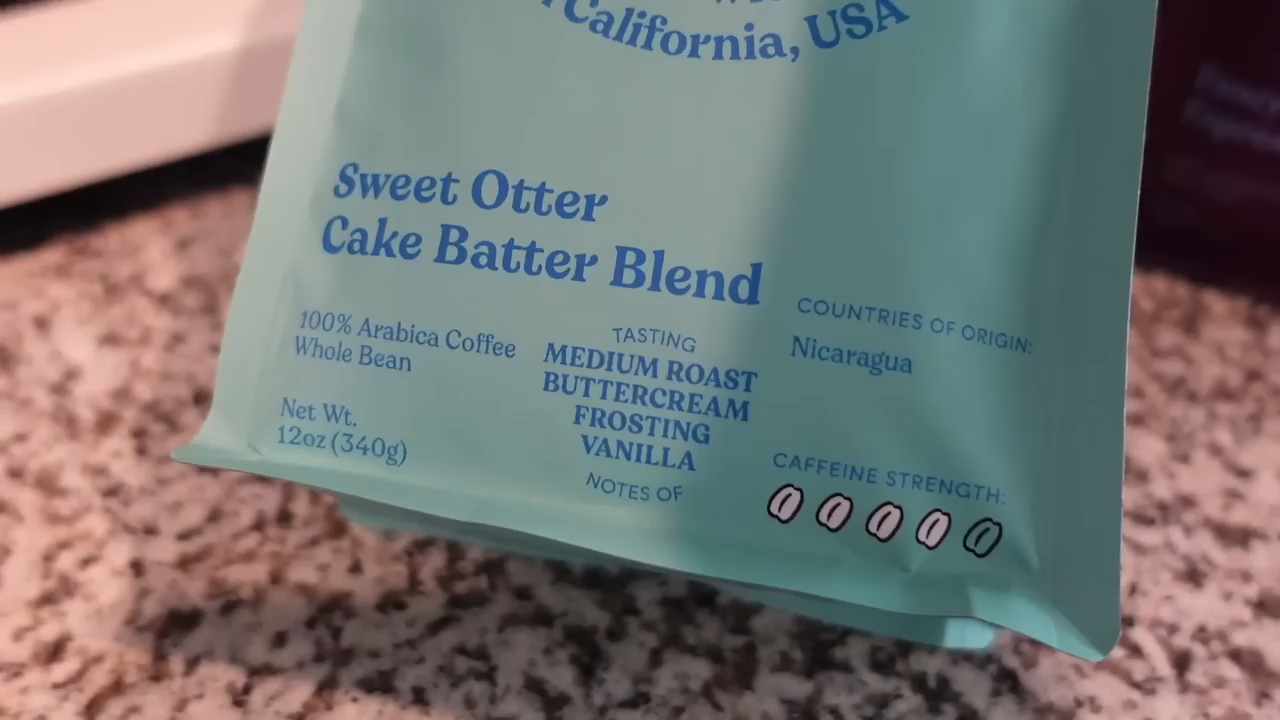 California, USA
Sweet Otter
Cake Batter Blend
100% Arabica Coffee
Whole Bean
Net Wt.
12oz (340g)
TASTING
MEDIUM ROAST
BUTTERCREAM
FROSTING
VANILLA
NOTES OF
COUNTRIES OF ORIGIN:
Nicaragua
CAFFEINE STRENGTH: